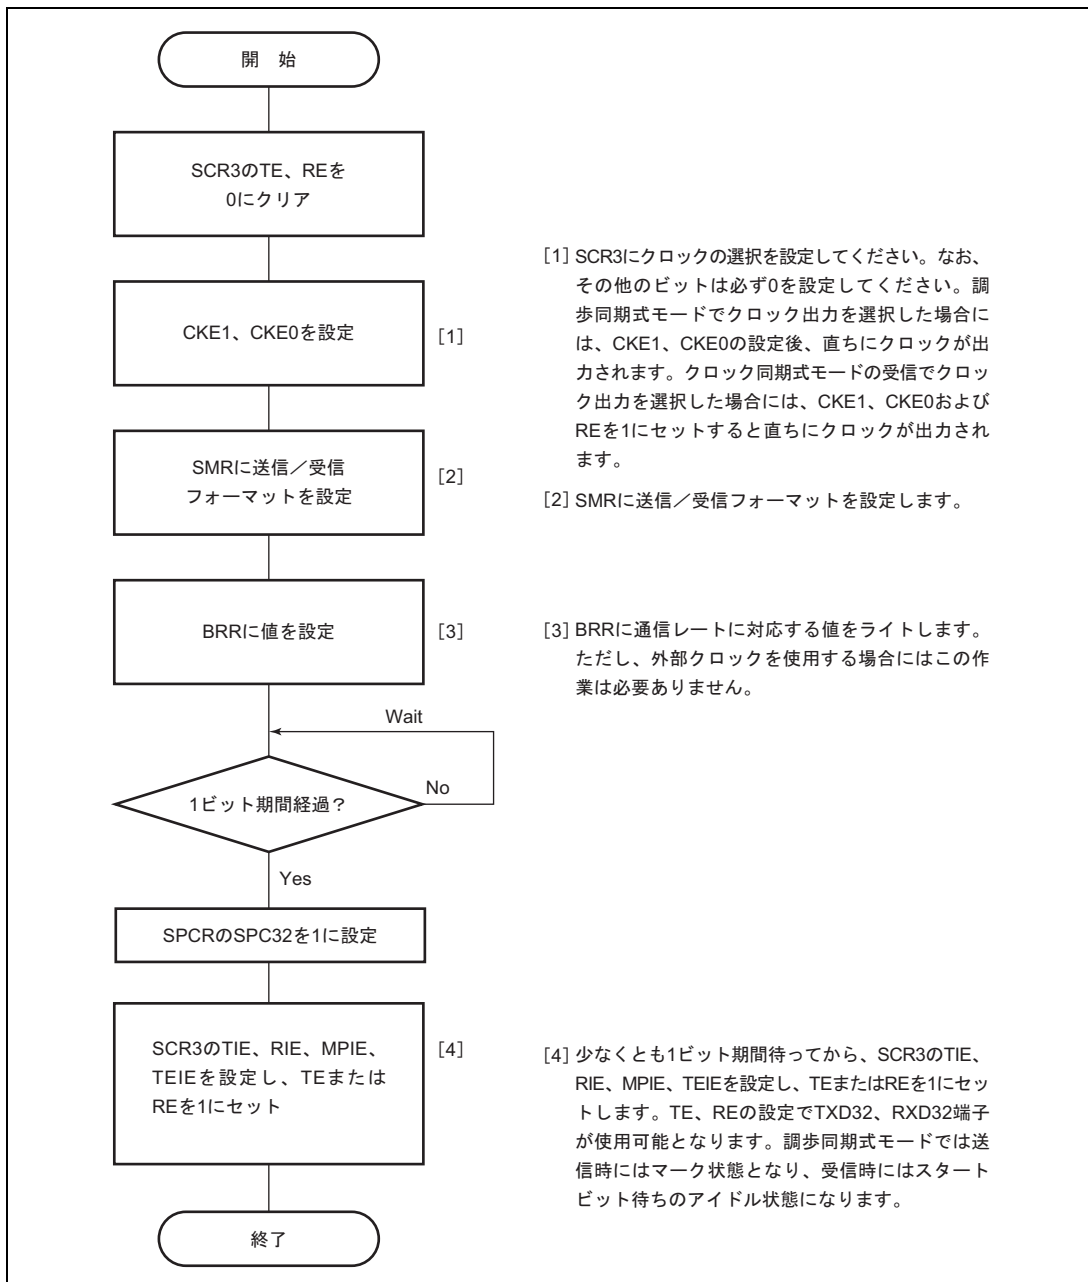 開　始
SCR3のTE、REを
0にクリア
CKE1、CKE0を設定
[1]
[1] SCR3にクロックの選択を設定してください。なお、
その他のビットは必ず0を設定してください。調
歩同期式モードでクロック出力を選択した場合に
は、CKE1、CKE0の設定後、直ちにクロックが出
力されます。クロック同期式モードの受信でクロッ
ク出力を選択した場合には、CKE1、CKE0および
REを1にセットすると直ちにクロックが出力され
ます。
SMRに送信／受信
フォーマットを設定
[2]
[2] SMRに送信／受信フォーマットを設定します。
BRRに値を設定
[3]
[3] BRRに通信レートに対応する値をライトします。
ただし、外部クロックを使用する場合にはこの作
業は必要ありません。
Wait
1ビット期間経過？
No
Yes
SPCRのSPC32を1に設定
SCR3のTIE、RIE、MPIE、
TEIEを設定し、TEまたは
REを1にセット
[4]
[4] 少なくとも1ビット期間待ってから、SCR3のTIE、
RIE、MPIE、TEIEを設定し、TEまたはREを1にセッ
トします。TE、REの設定でTXD32、RXD32端子
が使用可能となります。調歩同期式モードでは送
信時にはマーク状態となり、受信時にはスタート
ビット待ちのアイドル状態になります。
終了